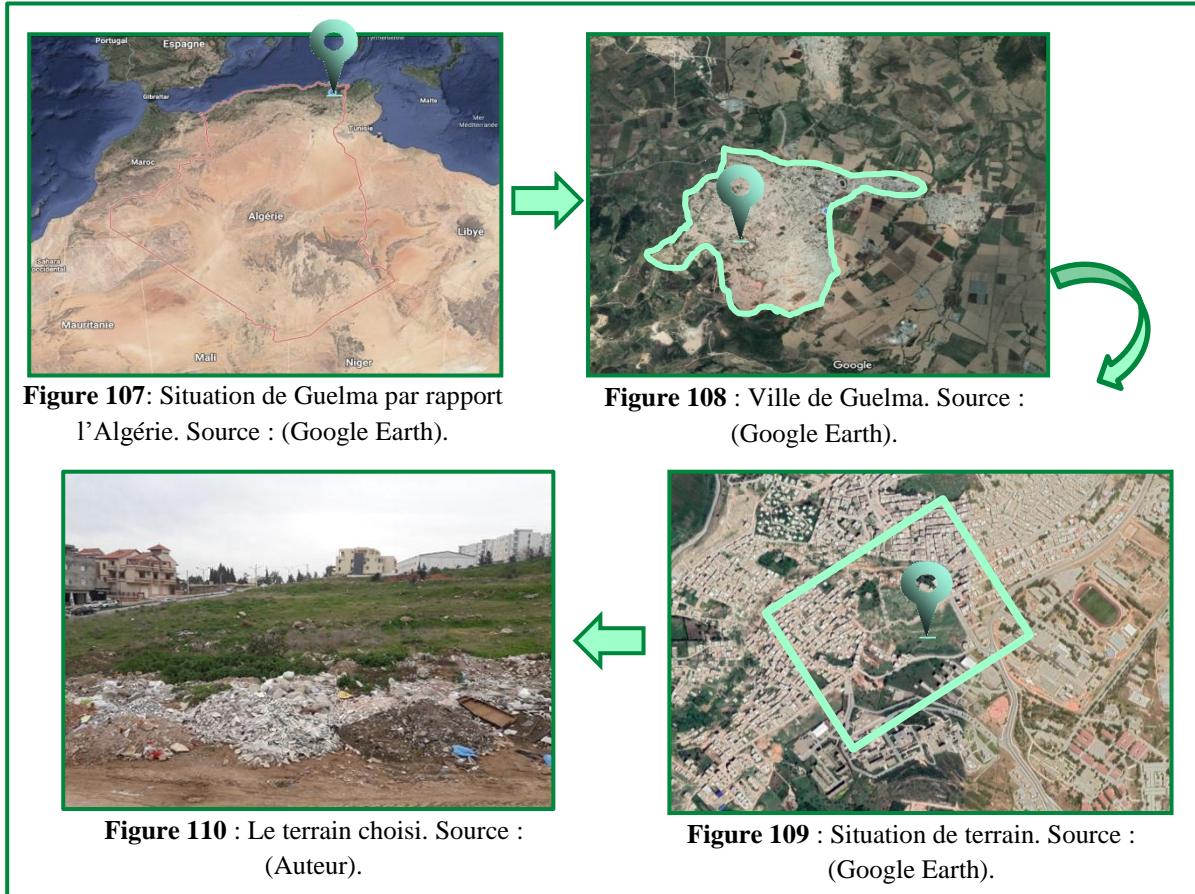 Portugal
Espagne
Tyrrhénienne
Gibraltar
Malte
Mer
Méditerranée
Tunisie
Maroc
Algérie
Libye
Sahara
occidental
Mauritanie
Mali
Niger
Google
Figure 107: Situation de Guelma par rapport
l’Algérie. Source : (Google Earth).
Figure 108 : Ville de Guelma. Source :
(Google Earth).
Figure 110 : Le terrain choisi. Source :
(Auteur).
Figure 109 : Situation de terrain. Source :
(Google Earth).